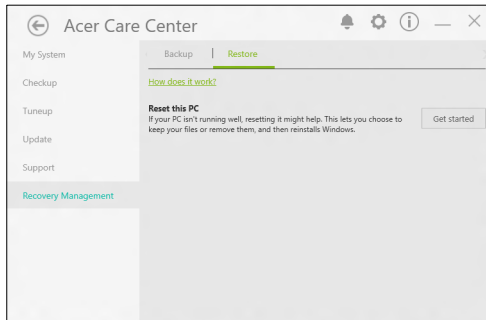 Acer Care Center
My System
Checkup
Tuneup
Update
Support
Recovery Management
Backup
Restore
How does it work?
Reset this PC
If your PC isn't running well, resetting it might help. This lets you choose to
keep your files or remove them, and then reinstalls Windows.
Get started